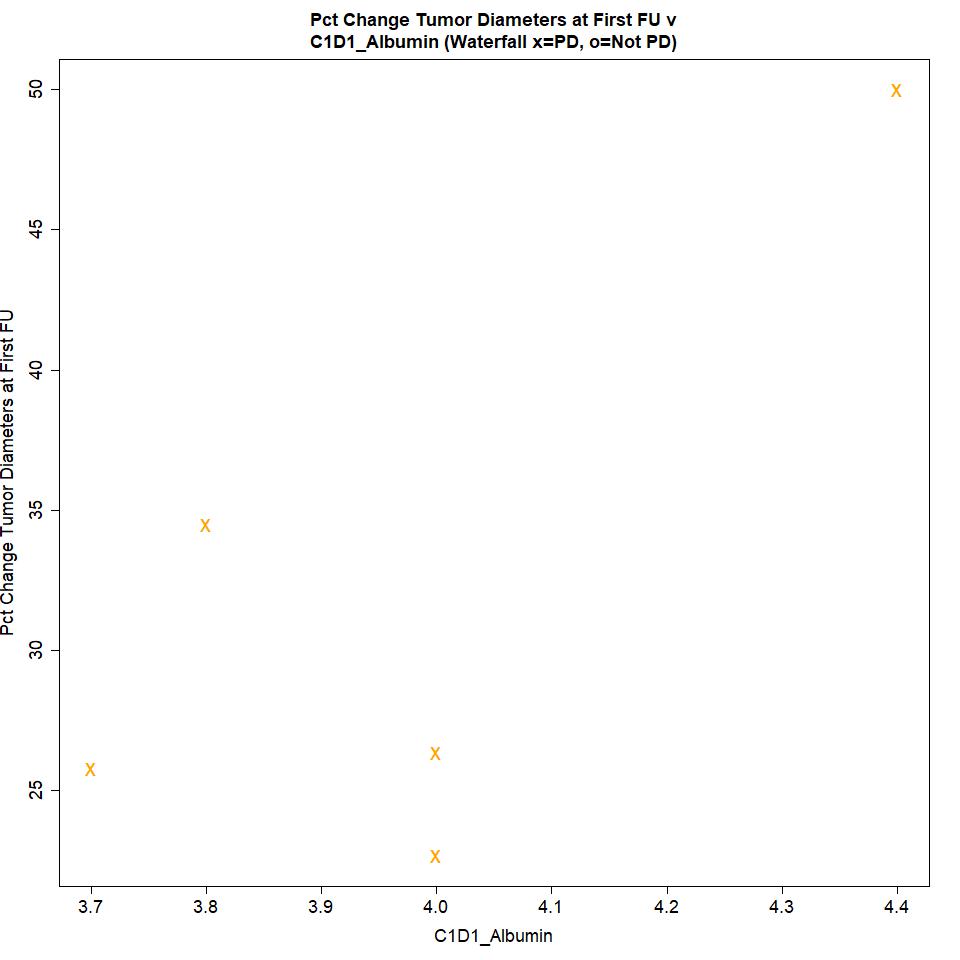 Pct Change Tumor Diameters at First FU v
C1D1_Albumin (Waterfall x=PD, o=Not PD)
Pct Change Tumor Diameters at First FU
50
45
40
35
30
25
X
X
X
X
X
3.7 3.8 3.9 4.0 4.1 4.2 4.3 4.4
C1D1_Albumin